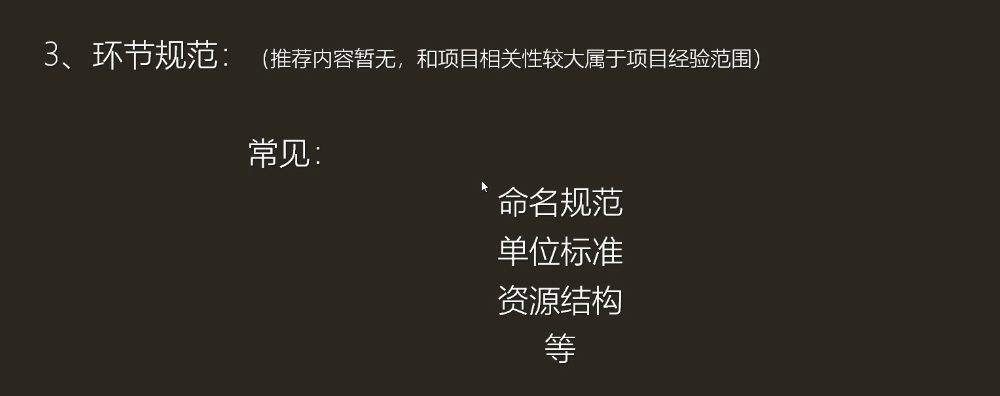 3、环节规范：（推荐内容暂无，和项目相关性较大属于项目经验范围）
常见：
命名规范
单位标准
资源结构
等